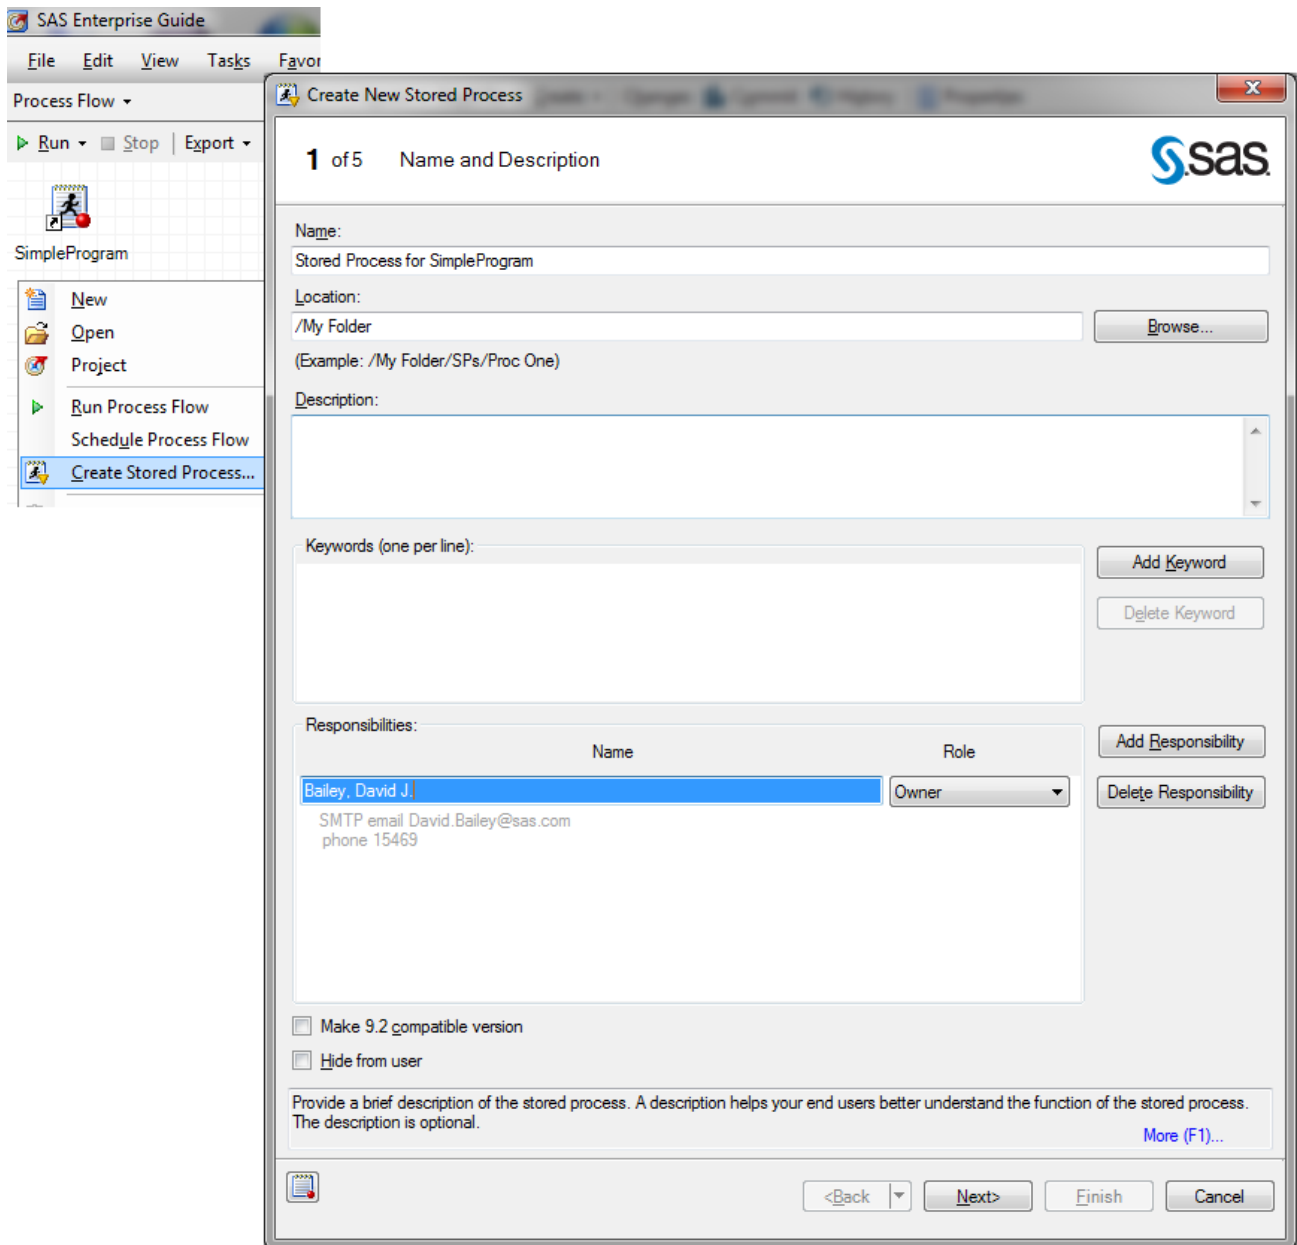 SAS Enterprise Guide
File Edit View Tasks Favor
Process Flow
Run Stop Export
SimpleProgram
New
Open
Project
Run Process Flow
Schedule Process Flow
Create Stored Process...
Create New Stored Process
1 of 5 Name and Description
sas
Name:
Stored Process for SimpleProgram
Location:
/My Folder
Browse...
(Example: /My Folder/SPs/Proc One)
Description:
Keywords (one per line):
Add Keyword
Delete Keyword
Responsibilities:
Name Role
Add Responsibility
Bailey, David J. Owner
Delete Responsibility
SMTP email David.Bailey@sas.com
phone 15469
Make 9.2 compatible version
Hide from user
Provide a brief description of the stored process. A description helps your end users better understand the function of the stored process.
The description is optional.
More (F1)...
<Back Next> Finish Cancel